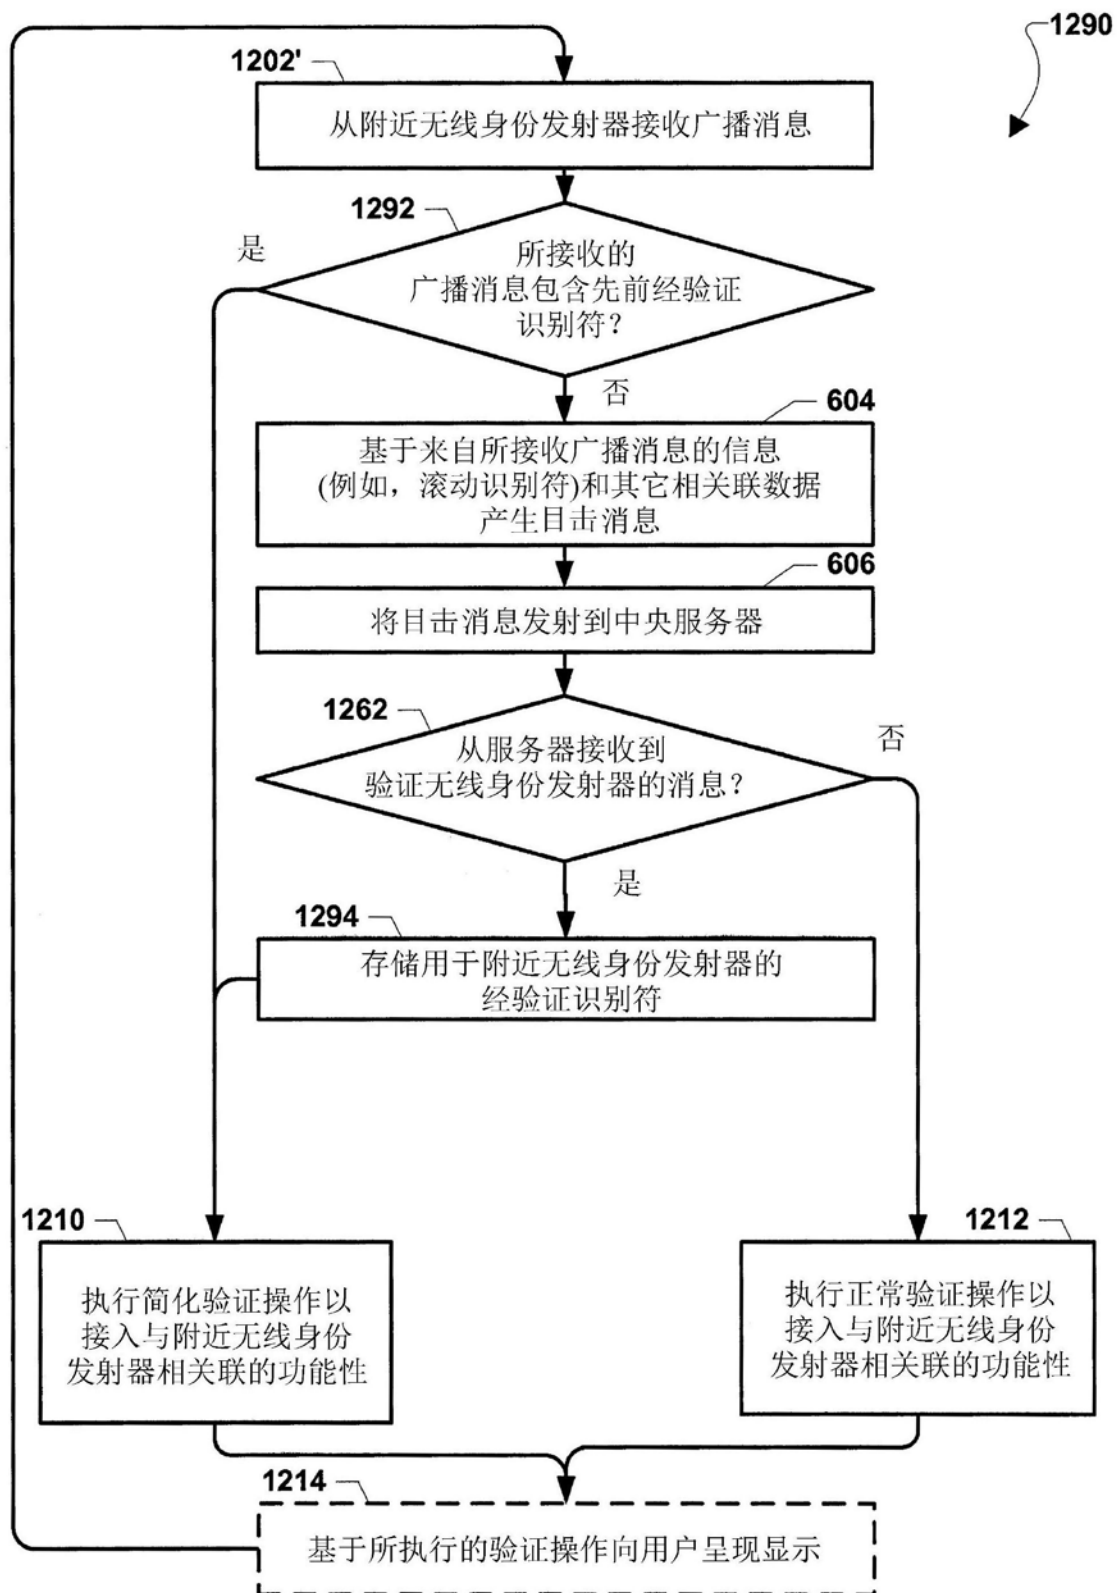 1290
1202'
从附近无线身份发射器接收广播消息
1292
是
所接收的
广播消息包含先前经验证
识别符？
否
604
基于来自所接收广播消息的信息
(例如，滚动识别符)和其它相关联数据
产生目击消息
606
将目击消息发射到中央服务器
1262
否
从服务器接收到
验证无线身份发射器的消息？
是
1294
存储用于附近无线身份发射器的
经验证识别符
1210
执行简化验证操作以
接入与附近无线身份
发射器相关联的功能性
1212
执行正常验证操作以
接入与附近无线身份
发射器相关联的功能性
1214
基于所执行的验证操作向用户呈现显示